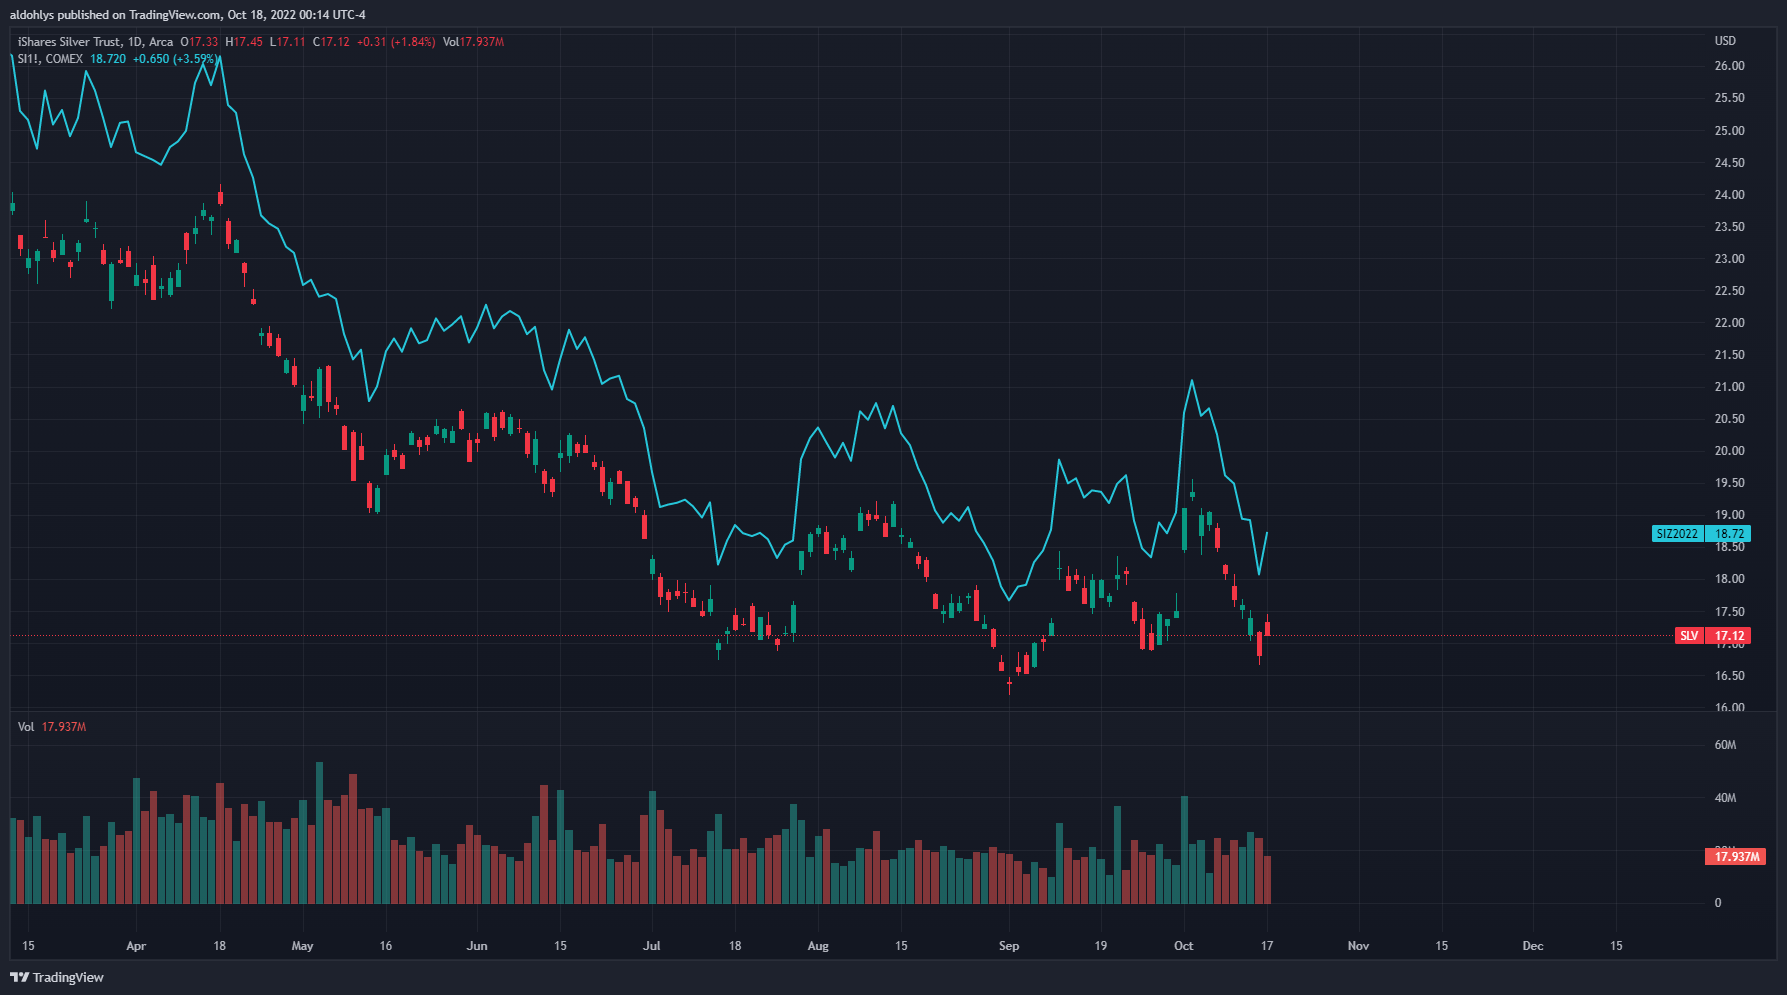 aldohlys published on TradingView.com, Oct 18, 2022 00:14 UTC-4
iShares Silver Trust, 1D, Arca O17.33 H17.45 L17.11 C17.12 +0.31 (+1.84%) Vol17.937M
SI1!, COMEX 18.720 +0.650 (+3.59%)
USD
26.00
25.50
25.00
24.50
24.00
23.50
23.00
22.50
22.00
21.50
21.00
20.50
20.00
19.50
19.00
SIZ2022 18.72
18.50
18.00
17.50
SLV 17.12
17.00
16.50
16.00
Vol 17.937M
60M
40M
20M
17.937M
0
15 Apr 18 May 16 Jun 15 Jul 18 Aug 15 Sep 19 Oct 17 Nov 15 Dec 15
TradingView